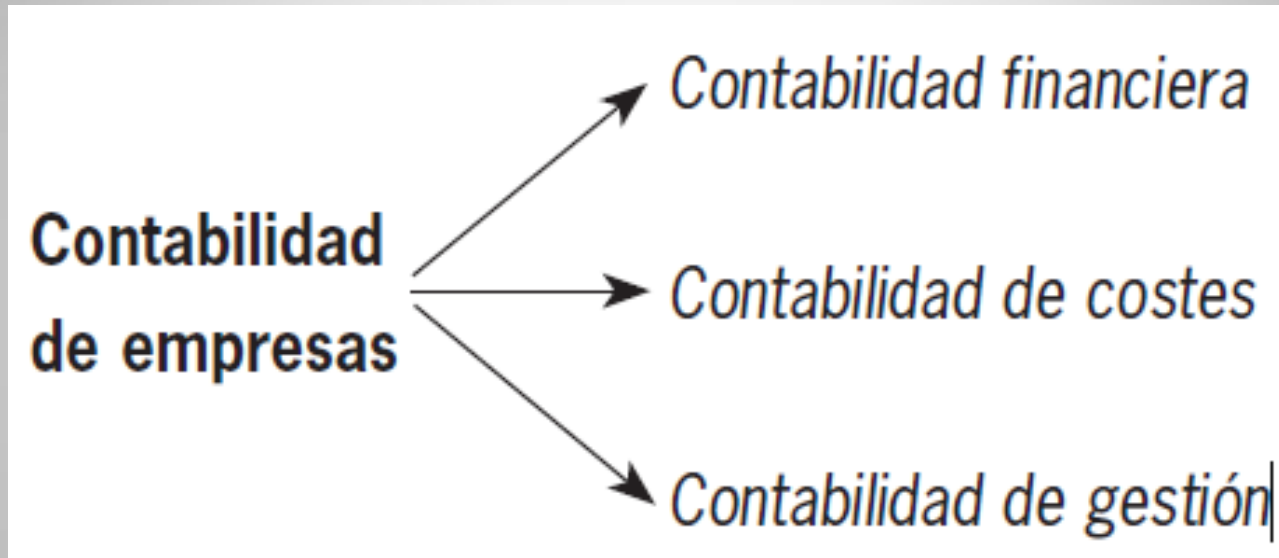 Contabilidad financiera
Contabilidad
de empresas
Contabilidad de costes
Contabilidad de gestión